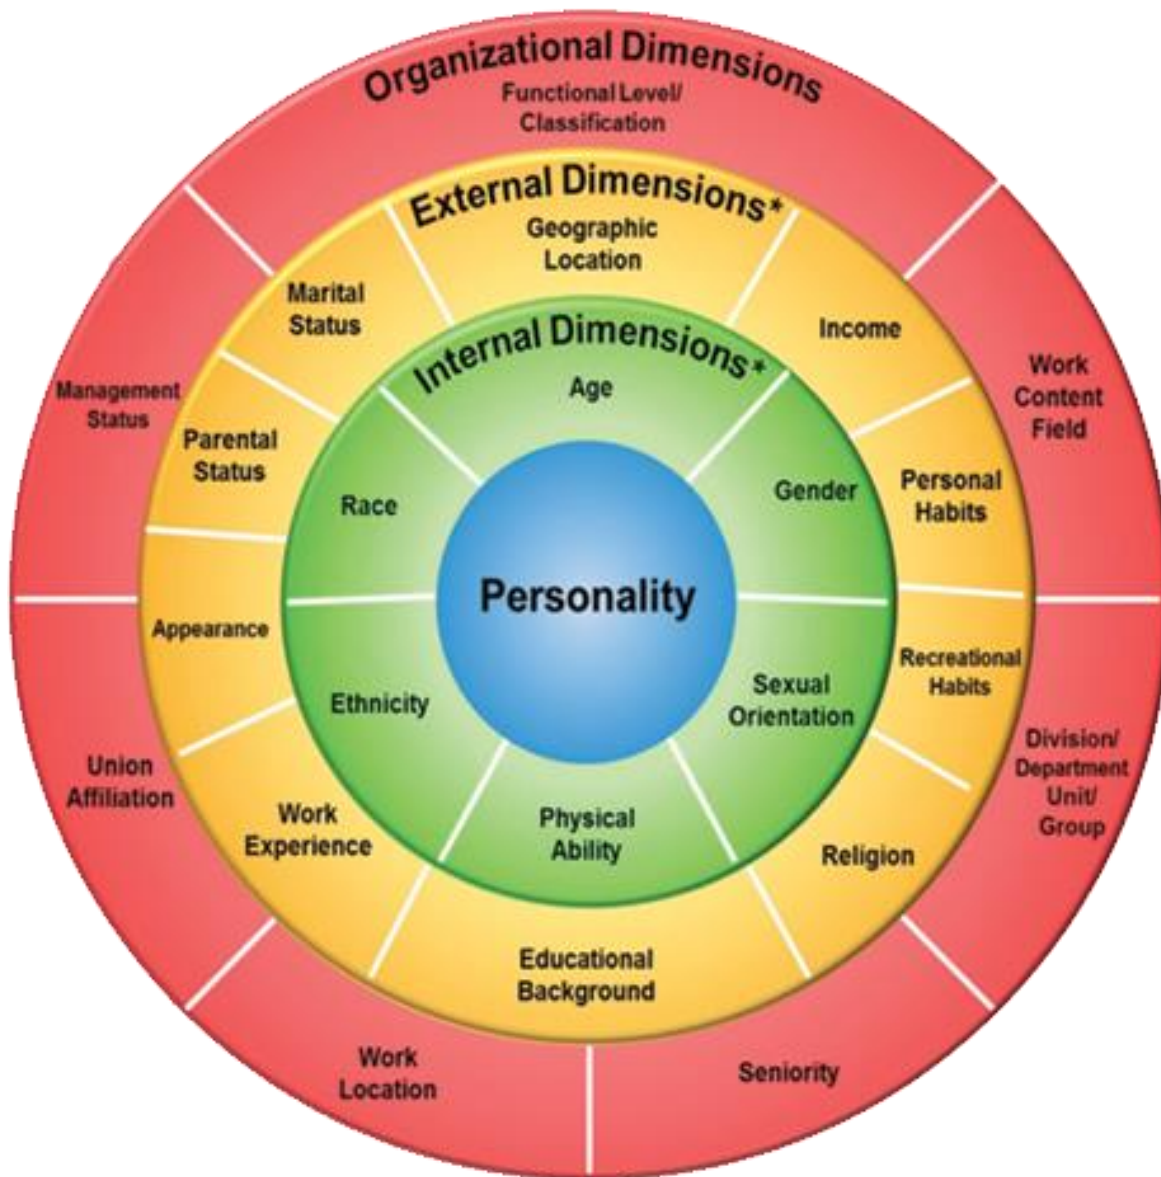 Organizational Dimensions
Functional Level/
Classification
Work
Content
Field
Division/
Department
Unit/
Group
Seniority
Work
Location
Union
Affiliation
Management
Status
External Dimensions*
Geographic
Location
Income
Personal
Habits
Recreational
Habits
Religion
Educational
Background
Work
Experience
Appearance
Parental
Status
Marital
Status
Internal Dimensions*
Age
Gender
Sexual
Orientation
Physical
Ability
Ethnicity
Race
Personality